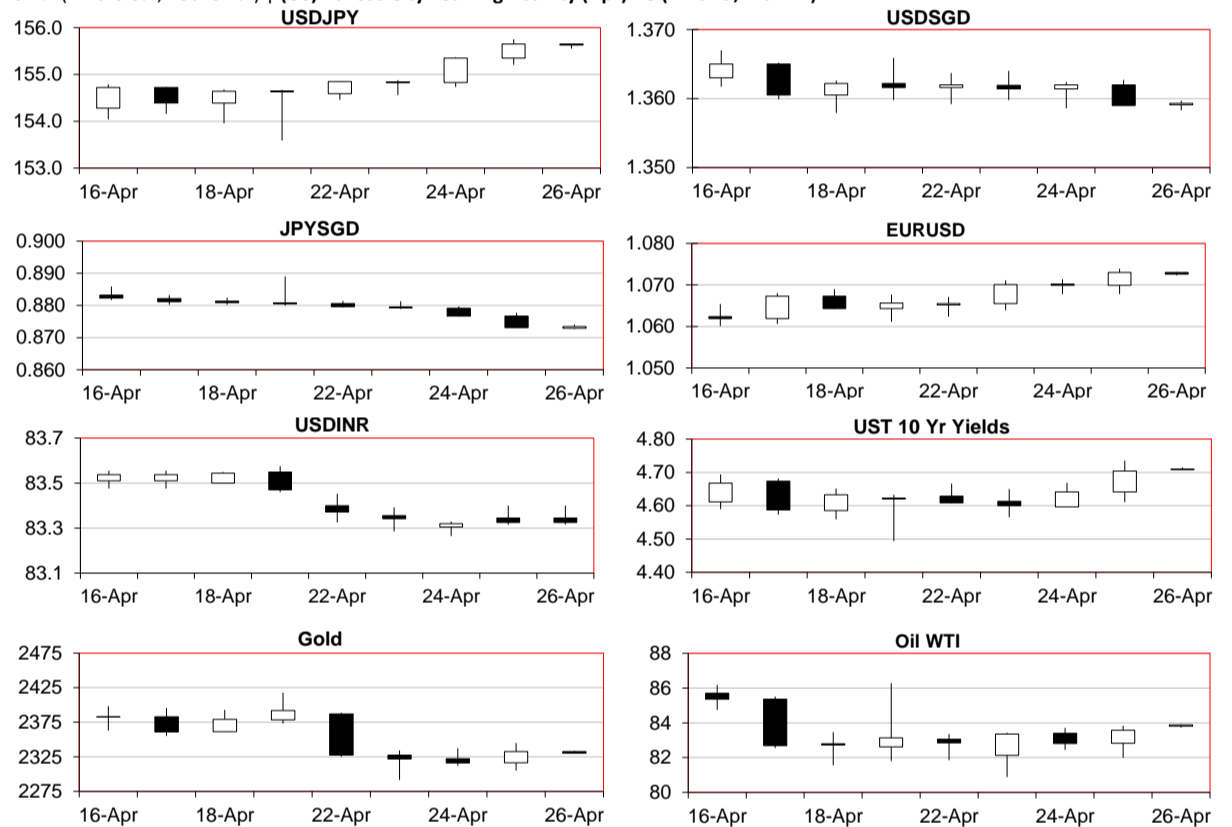 USDJPY
156.0
155.0
154.0
153.0
16-Apr 18-Apr 22-Apr 24-Apr 26-Apr
USDSGD
1.370
1.360
1.350
16-Apr 18-Apr 22-Apr 24-Apr 26-Apr
JPYSGD
0.900
0.890
0.880
0.870
0.860
16-Apr 18-Apr 22-Apr 24-Apr 26-Apr
EURUSD
1.080
1.070
1.060
1.050
16-Apr 18-Apr 22-Apr 24-Apr 26-Apr
USDINR
83.7
83.5
83.3
83.1
16-Apr 18-Apr 22-Apr 24-Apr 26-Apr
UST 10 Yr Yields
4.80
4.70
4.60
4.50
4.40
16-Apr 18-Apr 22-Apr 24-Apr 26-Apr
Gold
2475
2425
2375
2325
2275
16-Apr 18-Apr 22-Apr 24-Apr 26-Apr
Oil WTI
88
86
84
82
80
16-Apr 18-Apr 22-Apr 24-Apr 26-Apr